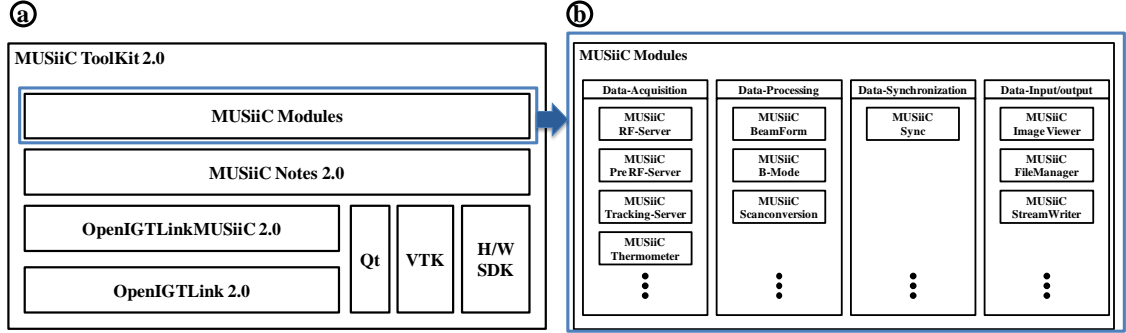 a
MUSiiC ToolKit 2.0
MUSiiC Modules
MUSiiC Notes 2.0
OpenIGTLinkMUSiiC 2.0
OpenIGTLink 2.0
Qt
VTK
H/W
SDK
b
MUSiiC Modules
Data-Acquisition
MUSiiC
RF-Server
MUSiiC
Pre RF-Server
MUSiiC
Tracking-Server
MUSiiC
Thermometer
Data-Processing
MUSiiC
BeamForm
MUSiiC
B-Mode
MUSiiC
Scanconversion
Data-Synchronization
MUSiiC
Sync
Data-Input/output
MUSiiC
ImageViewer
MUSiiC
FileManager
MUSiiC
StreamWriter